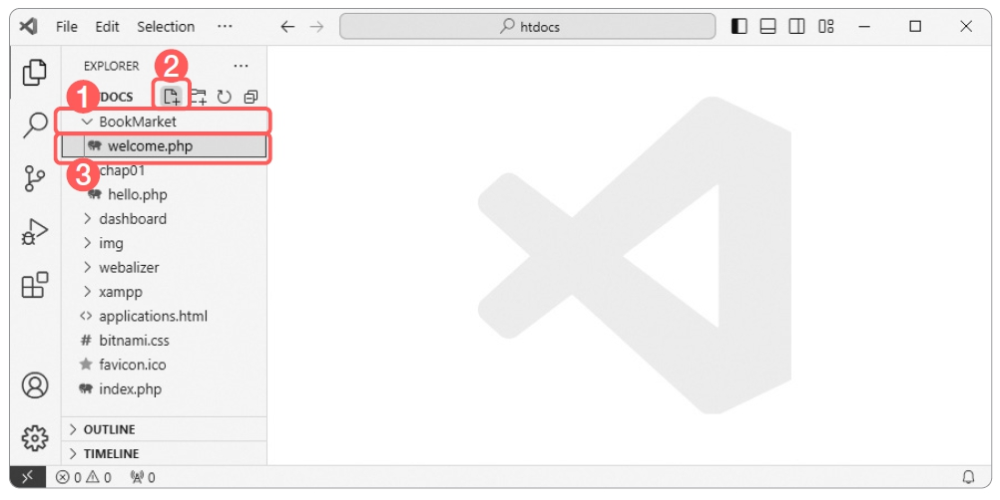 File Edit Selection ··· htdocs
EXPLORER ···
2
1
DOCS
BookMarket
welcome.php
3
chap01
hello.php
dashboard
img
webalizer
xampp
<> applications.html
# bitnami.css
favicon.ico
index.php
OUTLINE
TIMELINE
0 0 0